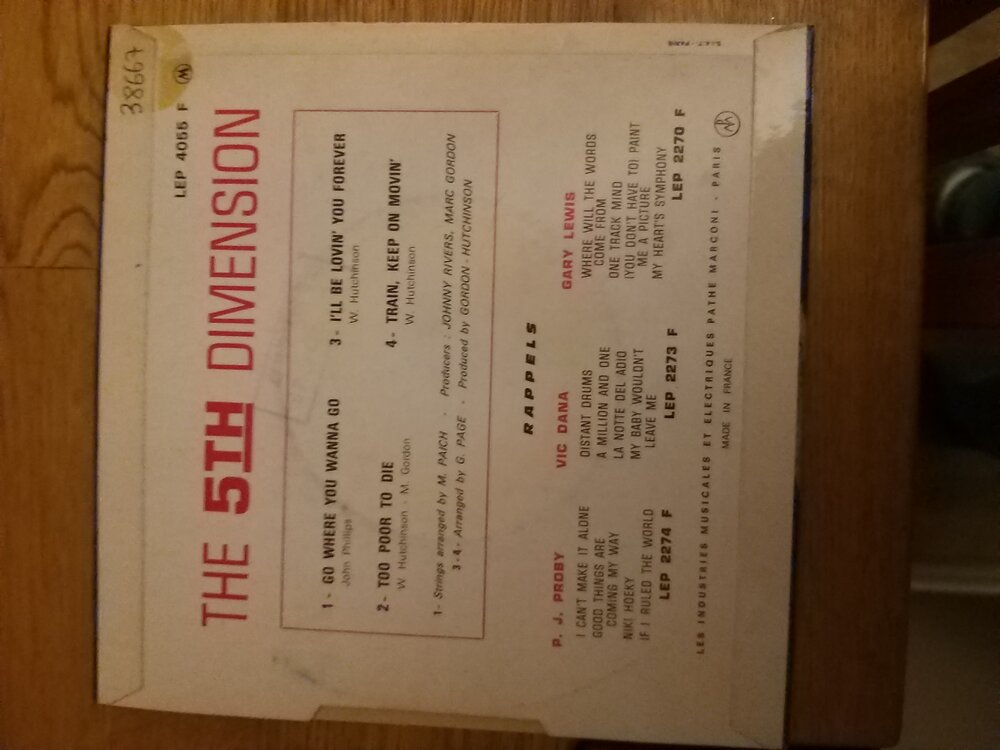 38667
LEP 4055 F
THE 5TH DIMENSION
1 - GO WHERE YOU WANNA GO
John Phillips
2 - TOO POOR TO DIE
W. Hutchinson - M. Gordon
3 - I'LL BE LOVIN' YOU FOREVER
W. Hutchinson
4 - TRAIN, KEEP ON MOVIN'
W. Hutchinson
1 - Strings arranged by M. PAICH - Producers : JOHNNY RIVERS, MARC GORDON
3 - 4 - Arranged by G. PAGE - Produced by GORDON - HUTCHINSON
RAPPELS
P. J. PROBY
I CAN'T MAKE IT ALONE
GOOD THINGS ARE
COMING MY WAY
NIKI HOEKY
IF I RULED THE WORLD
LEP 2274 F
VIC DANA
DISTANT DRUMS
A MILLION AND ONE
LA NOTTE DEL ADIO
MY BABY WOULDN'T
LEAVE ME
LEP 2273 F
GARY LEWIS
WHERE WILL THE WORDS
COME FROM
ONE TRACK MIND
(YOU DON'T HAVE TO) PAINT
ME A PICTURE
MY HEART'S SYMPHONY
LEP 2270 F
LES INDUSTRIES MUSICALES ET ELECTRIQUES PATHE MARCONI - PARIS
MADE IN FRANCE